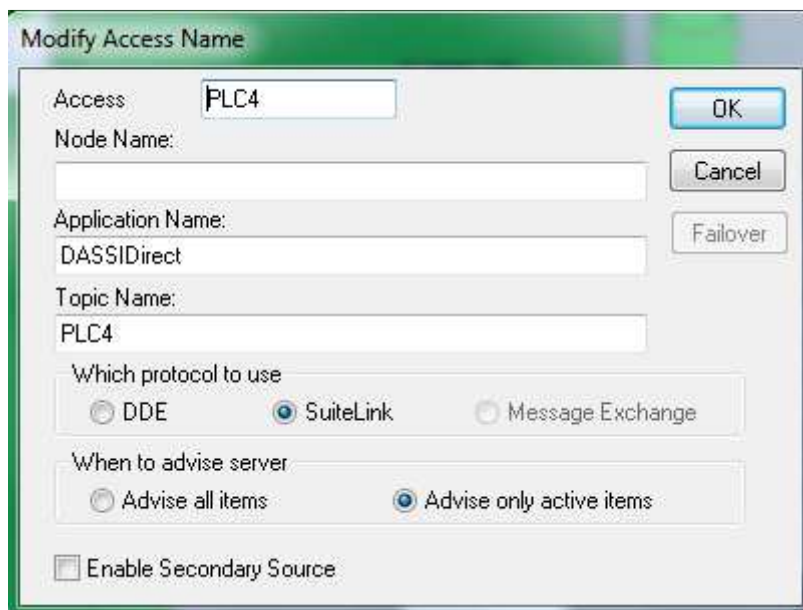 Modify Access Name
Access PLC4
OK
Node Name:
Cancel
Application Name:
Failover
DASSIDirect
Topic Name:
PLC4
Which protocol to use
DDE SuiteLink Message Exchange
When to advise server
Advise all items Advise only active items
Enable Secondary Source